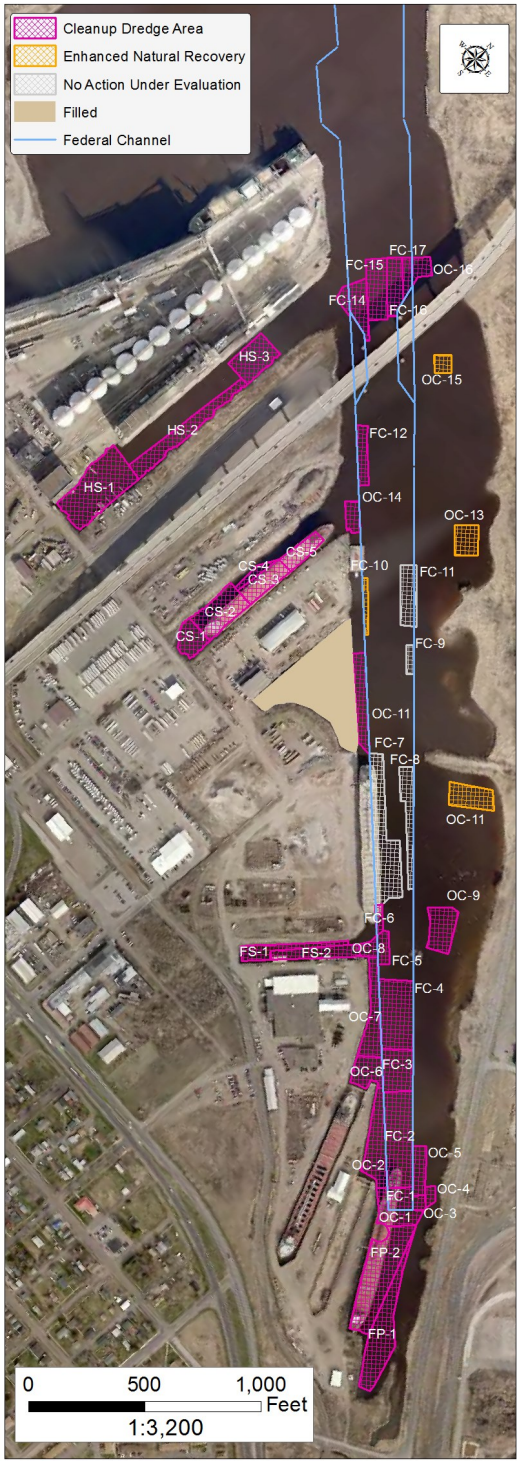 Cleanup Dredge Area
Enhanced Natural Recovery
No Action Under Evaluation
Filled
Federal Channel
N
W
E
S
FC-17
FC-15
OC-16
FC-14
FC-16
HS-3
OC-15
HS-2
FC-12
HS-1
OC-14
OC-13
CS-5
CS-4
FC-10
FC-11
CS-3
CS-2
CS-1
FC-9
OC-11
FC-7
FC-8
OC-11
OC-9
FC-6
FS-1
FS-2
OC-8
FC-5
FC-4
OC-7
FC-3
OC-6
FC-2
OC-5
OC-2
FC-1
OC-4
OC-1
OC-3
FP-2
FP-1
0 500 1,000
Feet
1:3,200